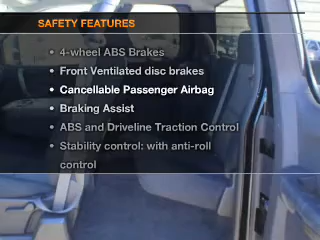 SAFETY FEATURES
• 4-wheel ABS Brakes
• Front Ventilated disc brakes
• Cancellable Passenger Airbag
• Braking Assist
• ABS and Driveline Traction Control
• Stability control: with anti-roll
control